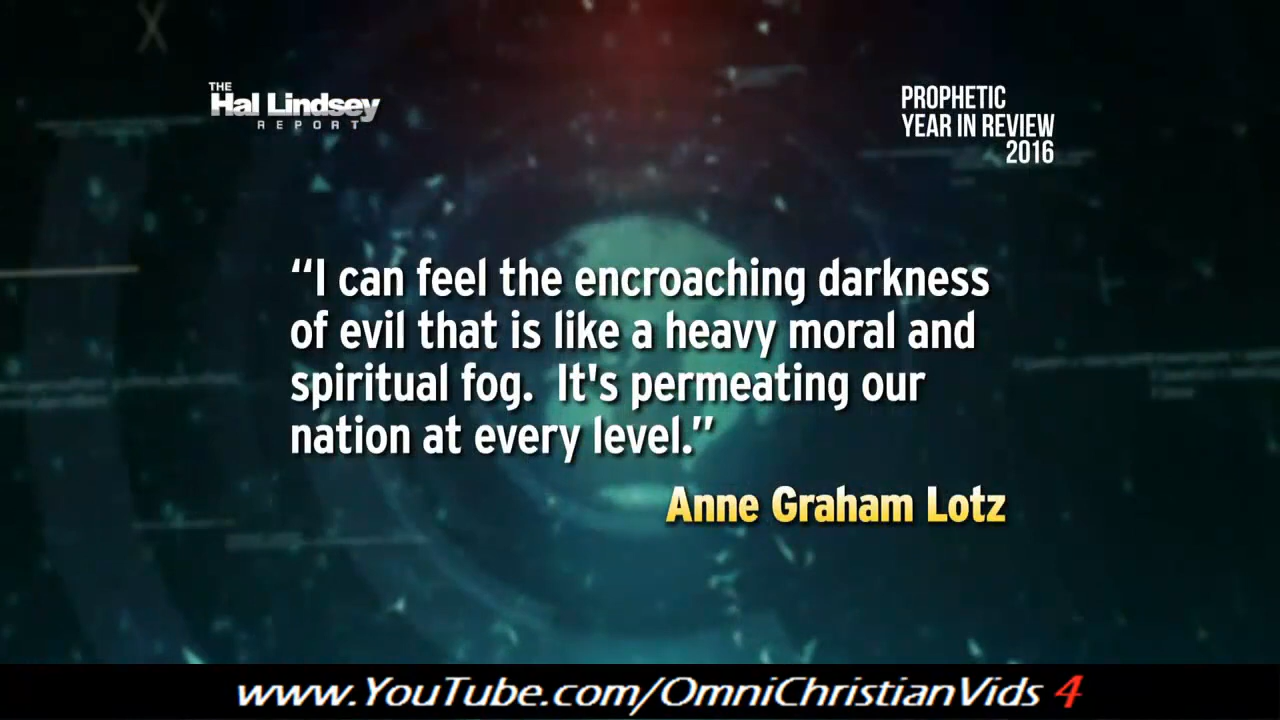 THE
Hal Lindsey
REPORT
PROPHETIC
YEAR IN REVIEW
2016
“I can feel the encroaching darkness
of evil that is like a heavy moral and
spiritual fog.  It's permeating our
nation at every level.”
Anne Graham Lotz
www.YouTube.com/OmniChristianVids 4